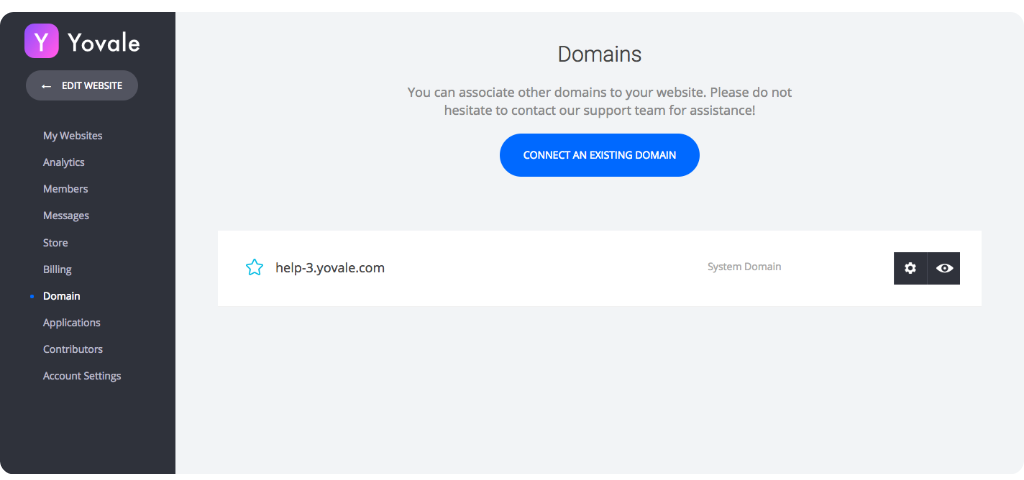 Y Yovale
← EDIT WEBSITE
My Websites
Analytics
Members
Messages
Store
Billing
Domain
Applications
Contributors
Account Settings
Domains
You can associate other domains to your website. Please do not
hesitate to contact our support team for assistance!
CONNECT AN EXISTING DOMAIN
help-3.yovale.com
System Domain